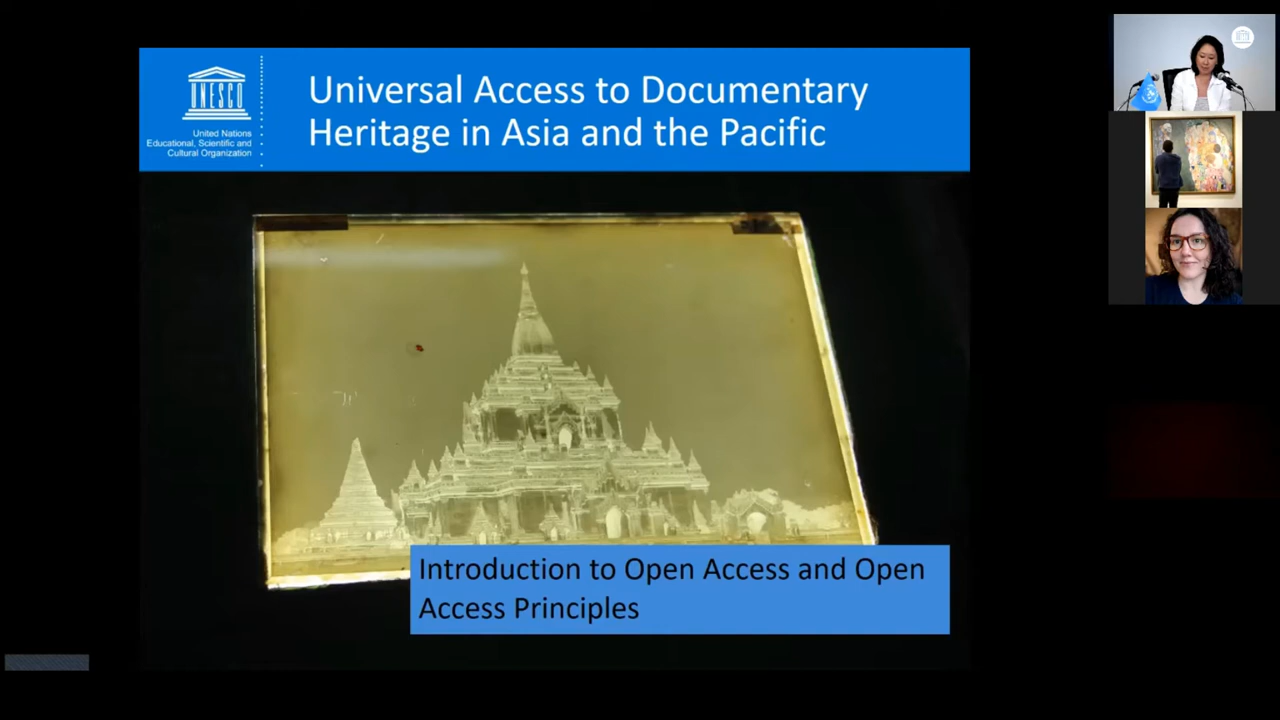 UNESCO
United Nations
Educational, Scientific and
Cultural Organization
Universal Access to Documentary
Heritage in Asia and the Pacific
Introduction to Open Access and Open
Access Principles